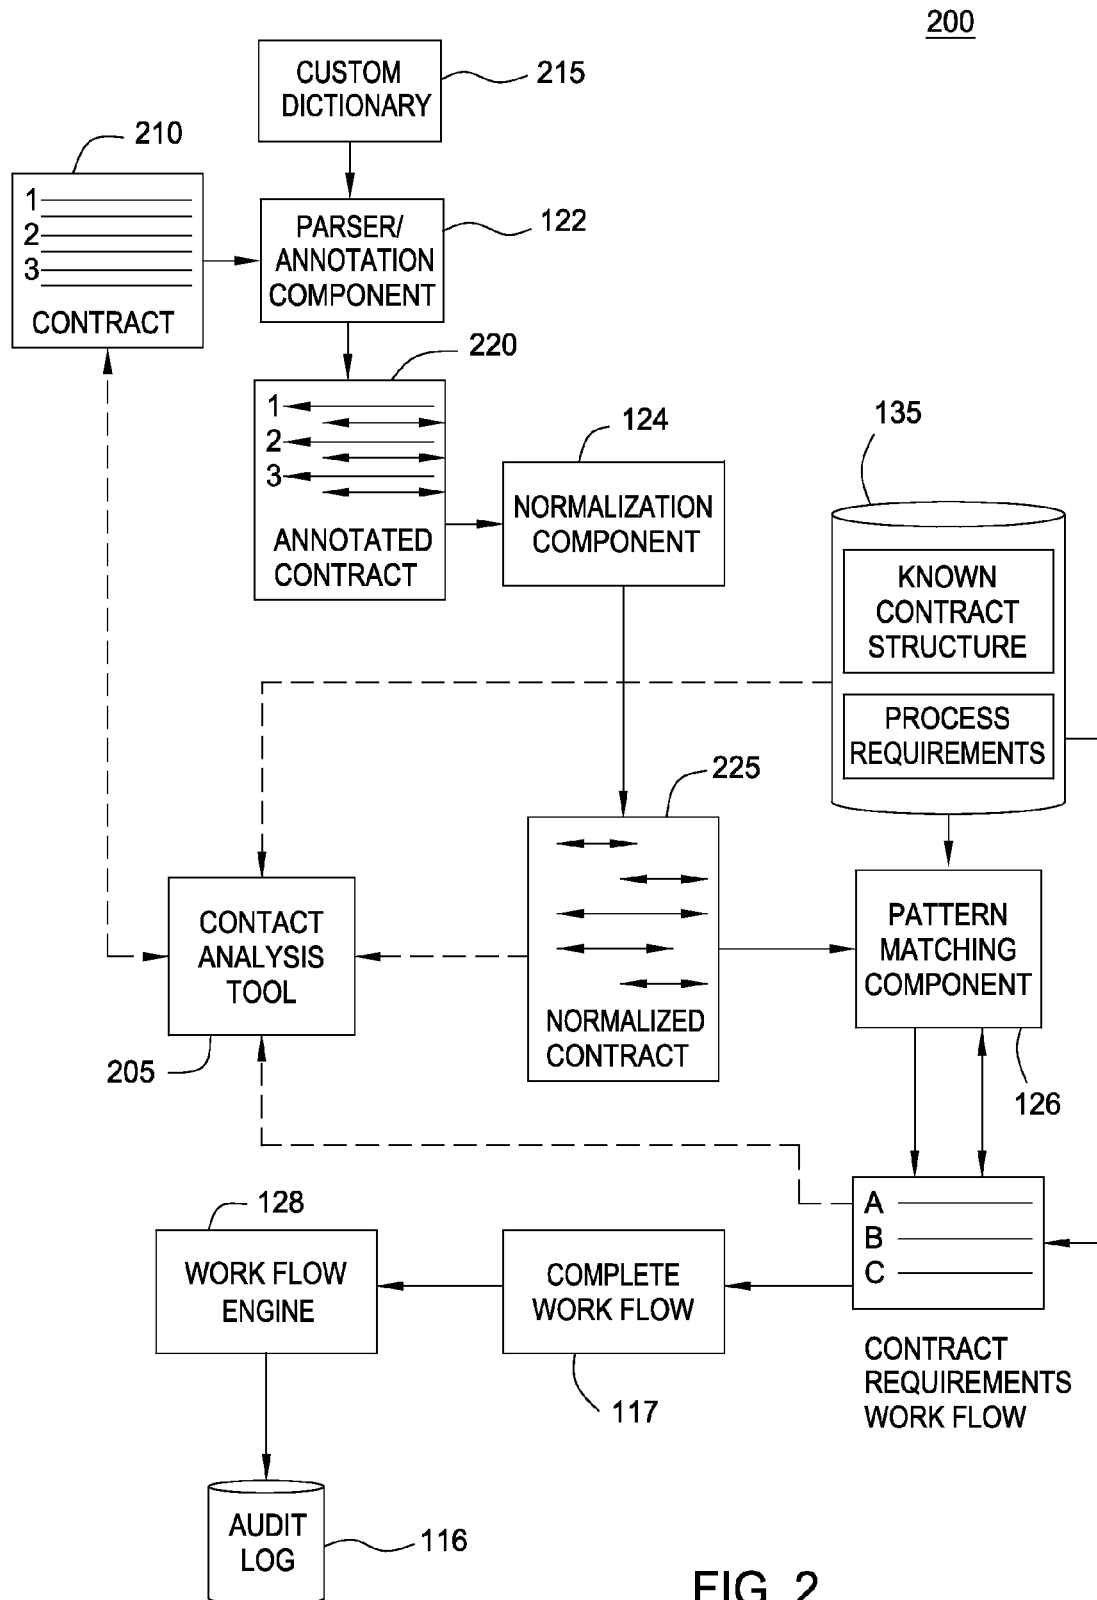 200
CUSTOM
DICTIONARY
215
210
1
2
3
CONTRACT
PARSER/
ANNOTATION
COMPONENT
122
220
1
2
3
ANNOTATED
CONTRACT
124
NORMALIZATION
COMPONENT
135
KNOWN
CONTRACT
STRUCTURE
PROCESS
REQUIREMENTS
225
NORMALIZED
CONTRACT
CONTACT
ANALYSIS
TOOL
205
PATTERN
MATCHING
COMPONENT
126
A
B
C
CONTRACT
REQUIREMENTS
WORK FLOW
128
WORK FLOW
ENGINE
COMPLETE
WORK FLOW
117
AUDIT
LOG
116
FIG. 2